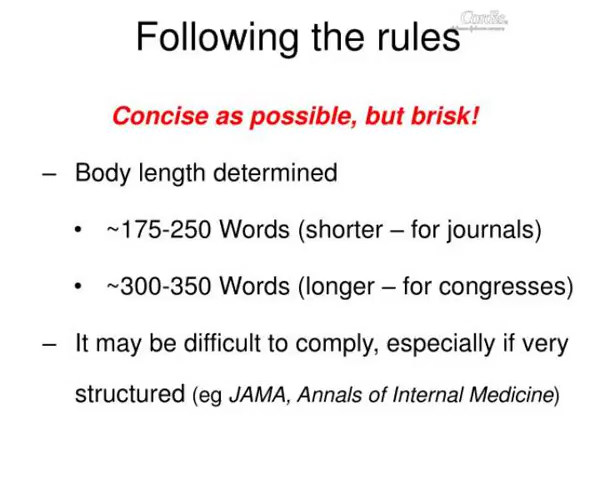 Following the rules
Cordis
Concise as possible, but brisk!
– Body length determined
• ~175-250 Words (shorter – for journals)
• ~300-350 Words (longer – for congresses)
– It may be difficult to comply, especially if very
structured (eg JAMA, Annals of Internal Medicine)